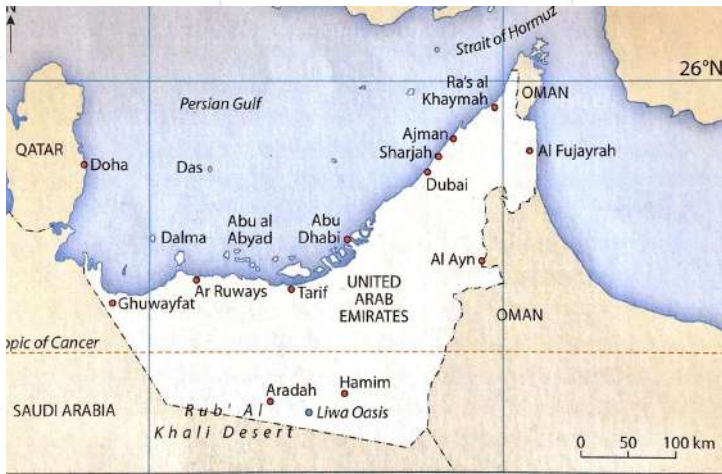 N
Strait of Hormuz
26°N
Ra's al
Khaymah
OMAN
Persian Gulf
Ajman
Sharjah
Al Fujayrah
QATAR
Doha
Das
Dubai
Abu al
Abyad
Abu
Dhabi
Dalma
Al Ayn
Ar Ruways
Tarif
UNITED
ARAB
EMIRATES
Ghuwayfat
OMAN
opic of Cancer
Aradah
Hamim
SAUDI ARABIA
Rub' Al
Khali Desert
Liwa Oasis
0 50 100 km